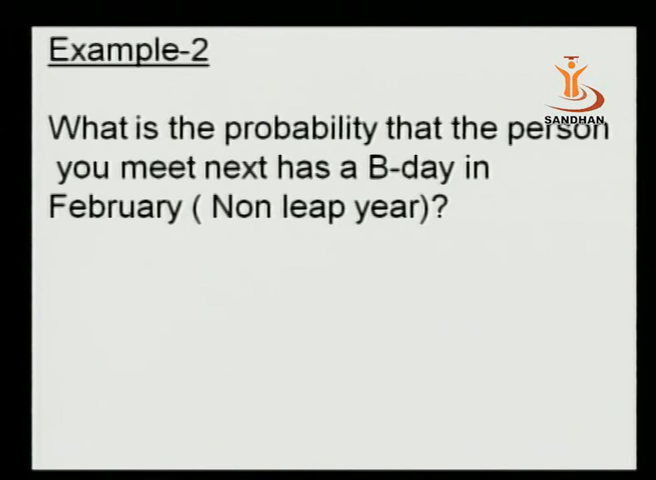 Example-2
SANDHAN
What is the probability that the person
you meet next has a B-day in
February ( Non leap year)?